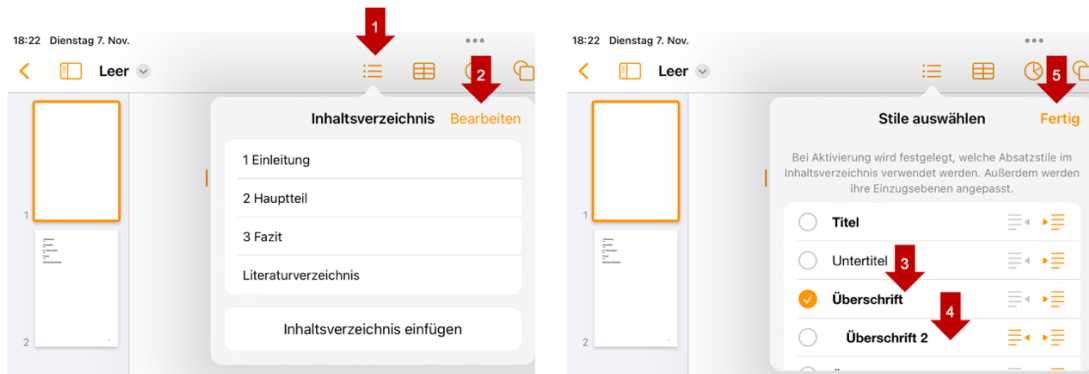 1
18:22 Dienstag 7. Nov.
Leer
2
Inhaltsverzeichnis Bearbeiten
1 Einleitung
2 Hauptteil
3 Fazit
Literaturverzeichnis
Inhaltsverzeichnis einfügen
1
2
18:22 Dienstag 7. Nov.
Leer
5
Stile auswählen Fertig
Bei Aktivierung wird festgelegt, welche Absatzstile im
Inhaltsverzeichnis verwendet werden. Außerdem werden
ihre Einzugsebenen angepasst.
Titel
Untertitel
3
Überschrift
4
Überschrift 2
1
2